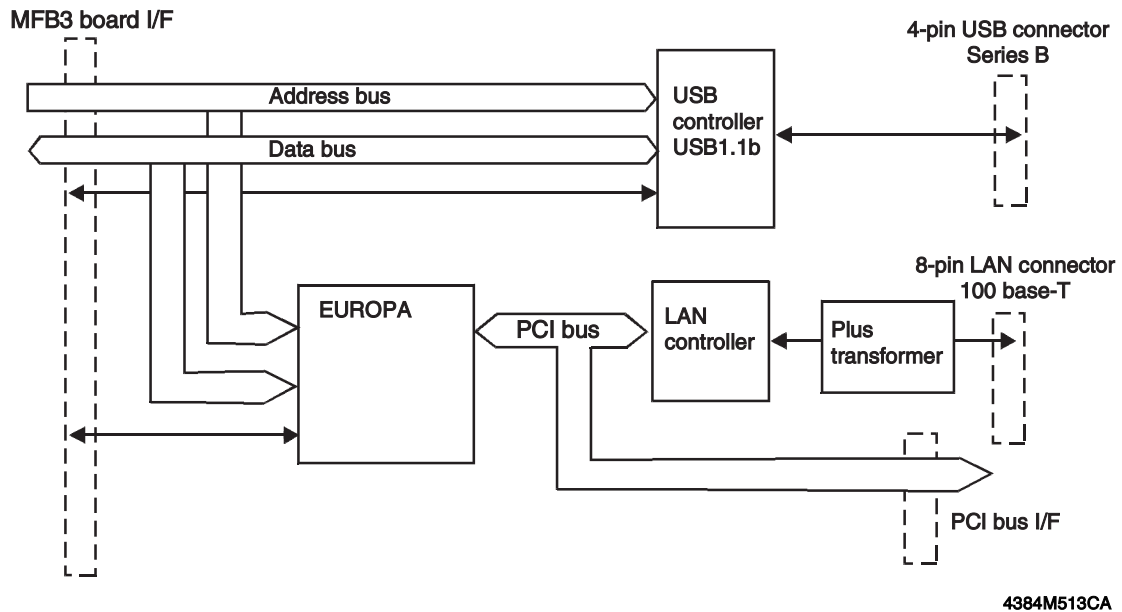 MFB3 board I/F
4-pin USB connector
Series B
Address bus
USB
controller
USB1.1b
Data bus
8-pin LAN connector
100 base-T
EUROPA
PCI bus
LAN
controller
Plus
transformer
PCI bus I/F
4384M513CA